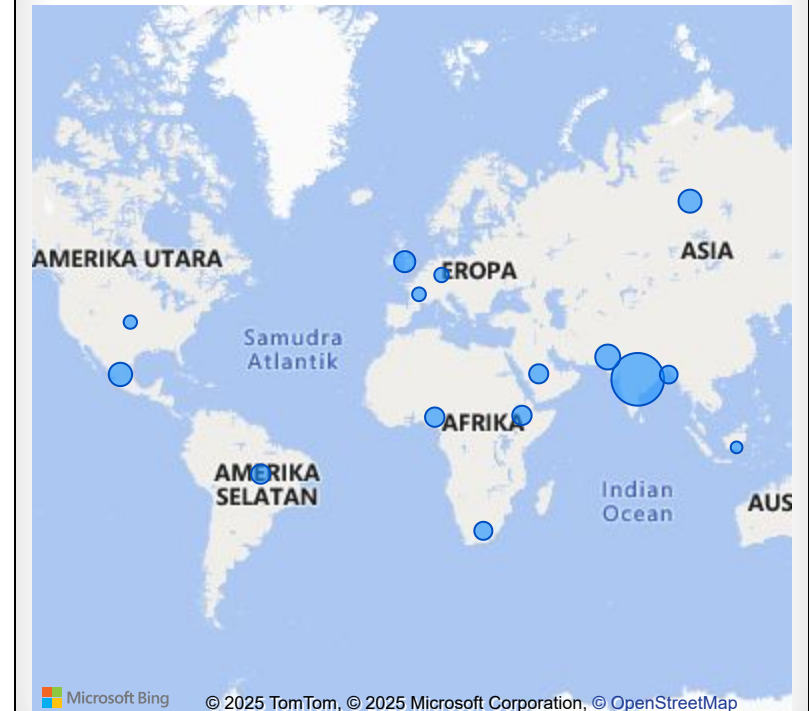 ASIA
AMERIKA UTARA
EROPA
Samudra
Atlantik
AFRIKA
AMERIKA
SELATAN
Indian
Ocean
AUS
Microsoft Bing
© 2025 TomTom, © 2025 Microsoft Corporation, © OpenStreetMap